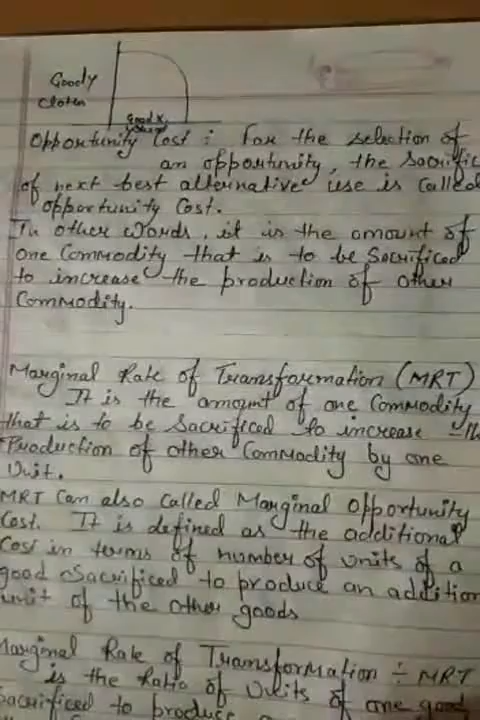 Goody
Cloten
Good x
Opportunity Cost : For the selection of
an opportunity, the Sacrific
of next best alternative use is Called
opportunity Cost.
In other Words, it is the amount of
one Commodity that is to be Sacrificed
to increase the production of other
Commodity.
Marginal Rate of Transformation (MRT)
It is the amount of one Commodity
that is to be Sacrificed to increase th
Production of other Commodity by one
Unit.
MRT Can also Called Marginal Opportunity
Cost. It is defined as the additional
Cost in terms of number of Units of a
good Sacrificed to produce an addition
unit of the other goods
Marginal Rate of Transformation ÷ MRT
is the Ratio of Units of one good
Sacrificed to produce